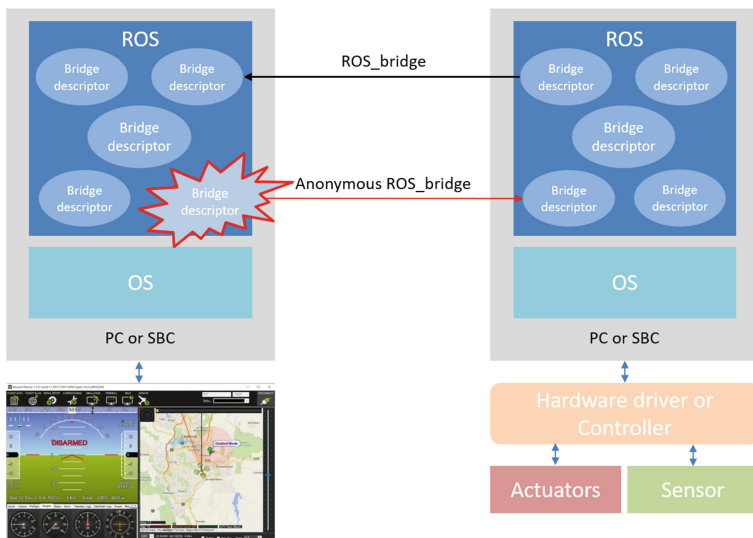 ROS
Bridge
descriptor
Bridge
descriptor
Bridge
descriptor
Bridge
descriptor
Bridge
descriptor
OS
PC or SBC
ROS_bridge
Anonymous ROS_bridge
ROS
Bridge
descriptor
Bridge
descriptor
Bridge
descriptor
Bridge
descriptor
Bridge
descriptor
OS
PC or SBC
DISARMED
Guided Mode
Hardware driver or
Controller
Actuators
Sensor